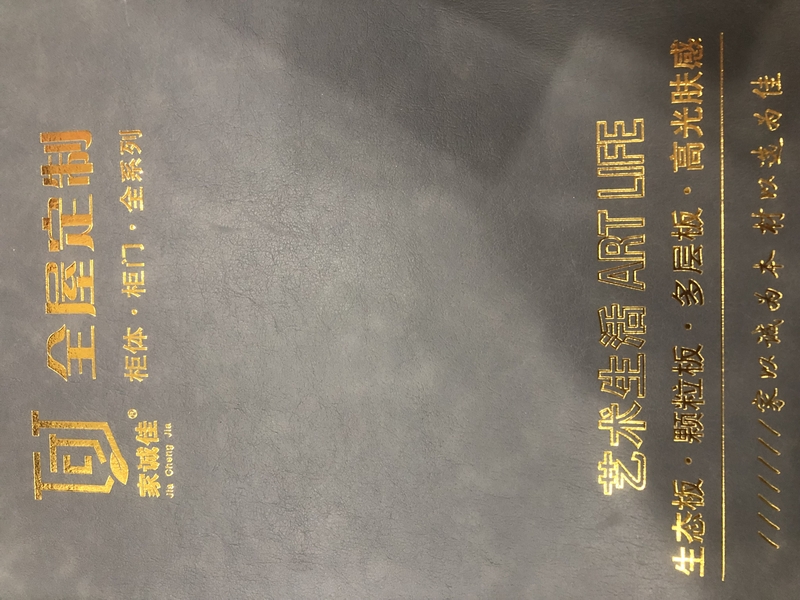 全屋定制
柜体·柜门·全系列
家诚佳®
Jia Cheng Jia
艺术生活 ART LIFE
生态板·颗粒板·多层板·高光肤感
////////家以诚为本 材以造为佳